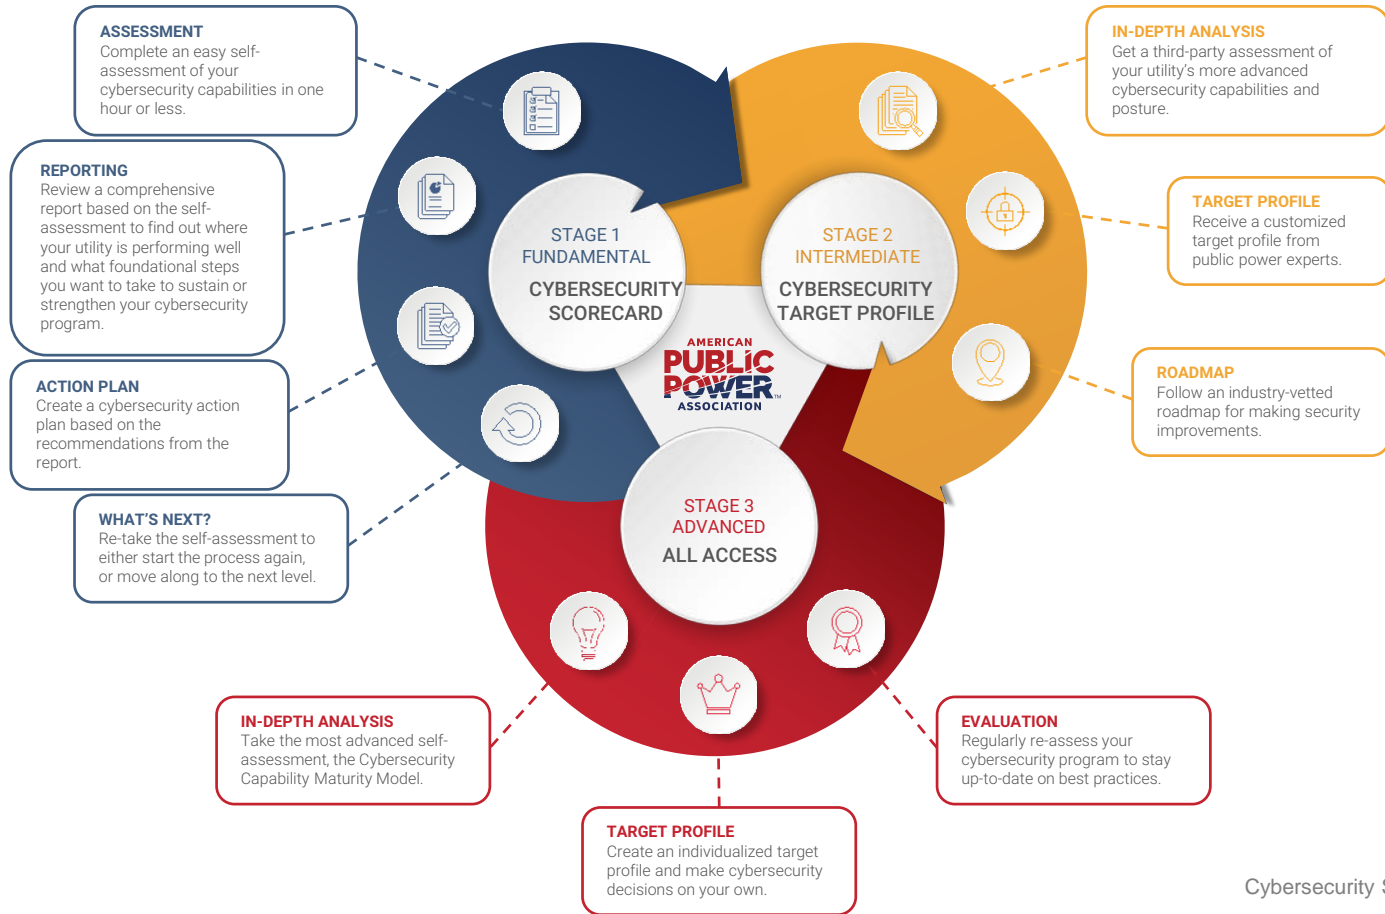 ASSESSMENT
Complete an easy self-
assessment of your
cybersecurity capabilities in one
hour or less.
REPORTING
Review a comprehensive
report based on the self-
assessment to find out where
your utility is performing well
and what foundational steps
you want to take to sustain or
strengthen your cybersecurity
program.
ACTION PLAN
Create a cybersecurity action
plan based on the
recommendations from the
report.
WHAT'S NEXT?
Re-take the self-assessment to
either start the process again,
or move along to the next level.
STAGE 1
FUNDAMENTAL
CYBERSECURITY
SCORECARD
STAGE 2
INTERMEDIATE
CYBERSECURITY
TARGET PROFILE
AMERICAN
PUBLIC
POWER™
ASSOCIATION
STAGE 3
ADVANCED
ALL ACCESS
IN-DEPTH ANALYSIS
Get a third-party assessment of
your utility's more advanced
cybersecurity capabilities and
posture.
TARGET PROFILE
Receive a customized
target profile from
public power experts.
ROADMAP
Follow an industry-vetted
roadmap for making security
improvements.
IN-DEPTH ANALYSIS
Take the most advanced self-
assessment, the Cybersecurity
Capability Maturity Model.
TARGET PROFILE
Create an individualized target
profile and make cybersecurity
decisions on your own.
EVALUATION
Regularly re-assess your
cybersecurity program to stay
up-to-date on best practices.
Cybersecurity